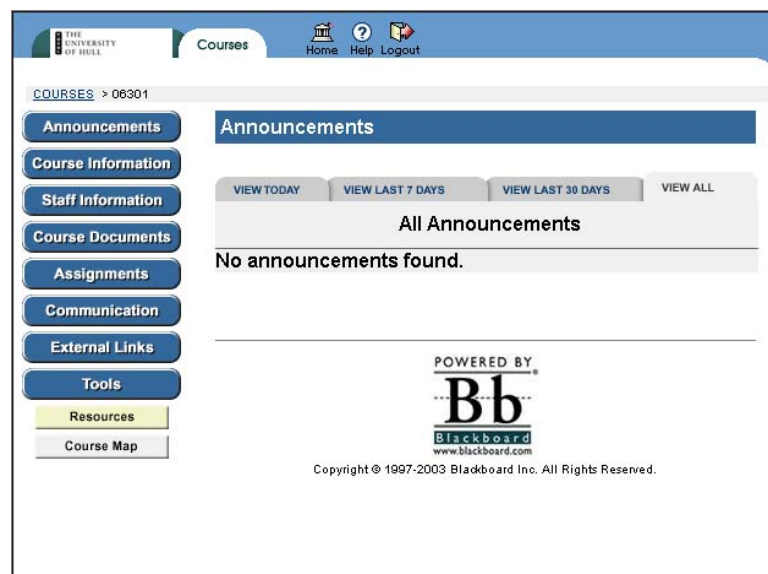 THE
UNIVERSITY
OF HULL
Courses
Home Help Logout
COURSES > 06301
Announcements
Course Information
Staff Information
Course Documents
Assignments
Communication
External Links
Tools
Resources
Course Map
Announcements
VIEW TODAY VIEW LAST 7 DAYS VIEW LAST 30 DAYS VIEW ALL
All Announcements
No announcements found.
POWERED BY
Bb
Blackboard
www.blackboard.com
Copyright © 1997-2003 Blackboard Inc. All Rights Reserved.